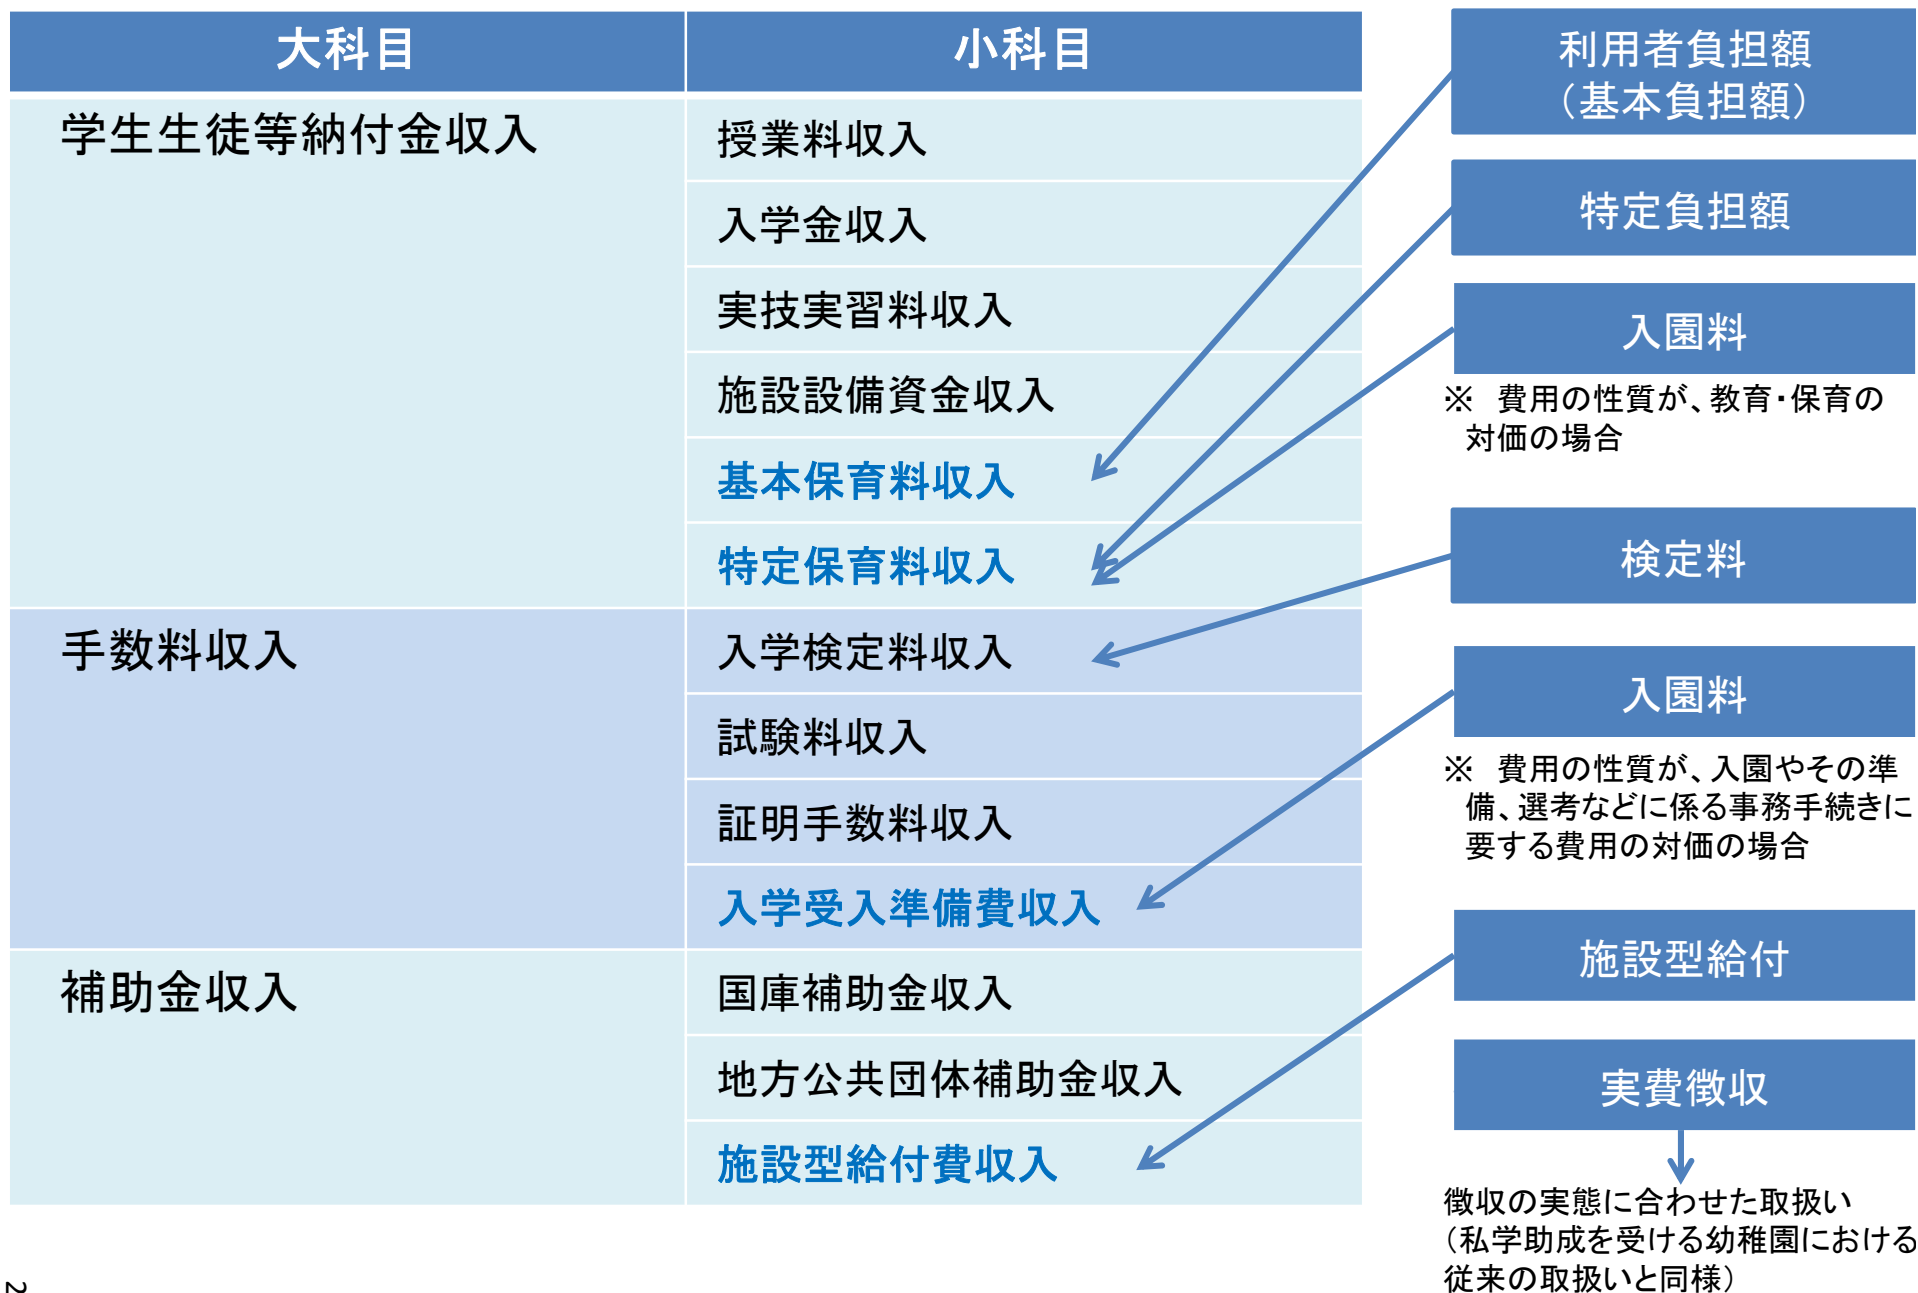 大科目
小科目
学生生徒等納付金収入
授業料収入
入学金収入
実技実習料収入
施設設備資金収入
基本保育料収入
特定保育料収入
手数料収入
入学検定料収入
試験料収入
証明手数料収入
入学受入準備費収入
補助金収入
国庫補助金収入
地方公共団体補助金収入
施設型給付費収入
利用者負担額
（基本負担額）
特定負担額
入園料
※　費用の性質が、教育・保育の
対価の場合
検定料
入園料
※　費用の性質が、入園やその準
備、選考などに係る事務手続きに
要する費用の対価の場合
施設型給付
実費徴収
徴収の実態に合わせた取扱い
（私学助成を受ける幼稚園における
従来の取扱いと同様）
2